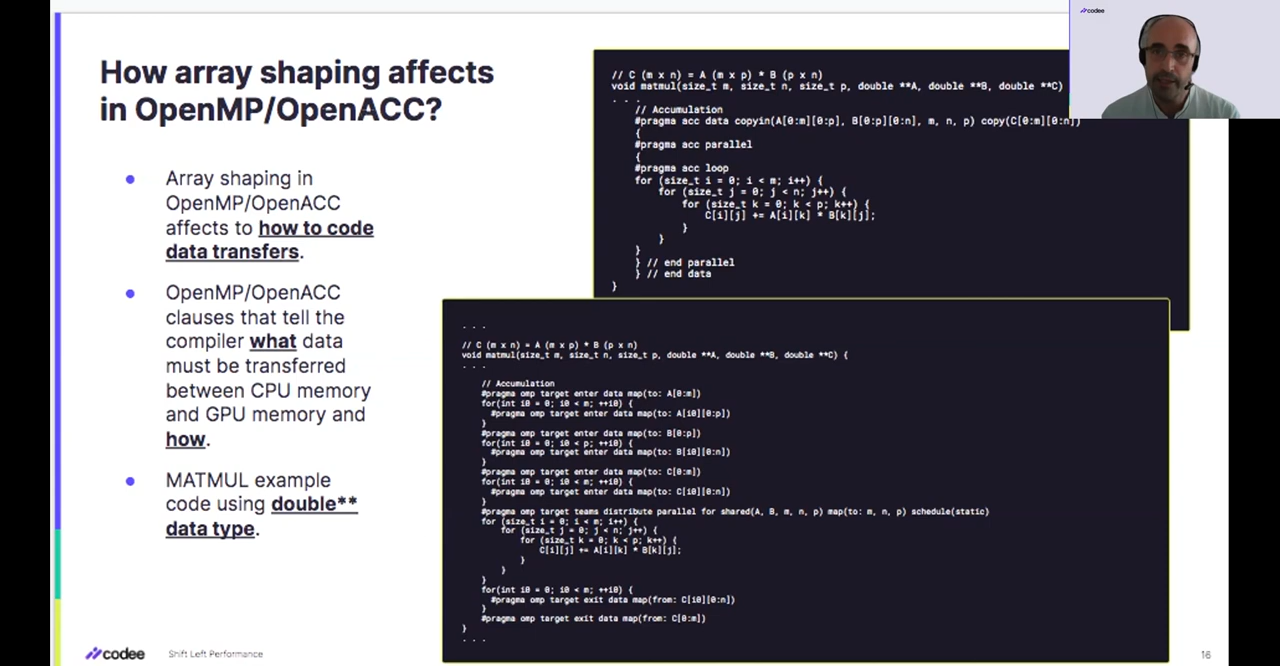 codee
How array shaping affects
in OpenMP/OpenACC?
Array shaping in
OpenMP/OpenACC
affects to how to code
data transfers.
OpenMP/OpenACC
clauses that tell the
compiler what data
must be transferred
between CPU memory
and GPU memory and
how.
MATMUL example
code using double**
data type.
// C (m x n) = A (m x p) * B (p x n)
void matmul(size_t m, size_t n, size_t p, double **A, double **B, double **C)
. . .
// Accumulation
#pragma acc data copyin(A[0:m][0:p], B[0:p][0:n], m, n, p) copy(C[0:m][0:n])
{
#pragma acc parallel
{
#pragma acc loop
for (size_t i = 0; i < m; i++) {
for (size_t j = 0; j < n; j++) {
for (size_t k = 0; k < p; k++) {
C[i][j] += A[i][k] * B[k][j];
}
}
}
} // end parallel
} // end data
}
. . .
// C (m x n) = A (m x p) * B (p x n)
void matmul(size_t m, size_t n, size_t p, double **A, double **B, double **C) {
. . .
// Accumulation
#pragma omp target enter data map(to: A[0:m])
for(int i0 = 0; i0 < m; ++i0) {
#pragma omp target enter data map(to: A[i0][0:p])
}
#pragma omp target enter data map(to: B[0:p])
for(int i0 = 0; i0 < p; ++i0) {
#pragma omp target enter data map(to: B[i0][0:n])
}
#pragma omp target enter data map(to: C[0:m])
for(int i0 = 0; i0 < m; ++i0) {
#pragma omp target enter data map(to: C[i0][0:n])
}
#pragma omp target teams distribute parallel for shared(A, B, m, n, p) map(to: m, n, p) schedule(static)
for (size_t i = 0; i < m; i++) {
for (size_t j = 0; j < n; j++) {
for (size_t k = 0; k < p; k++) {
C[i][j] += A[i][k] * B[k][j];
}
}
}
for(int i0 = 0; i0 < m; ++i0) {
#pragma omp target exit data map(from: C[i0][0:n])
}
#pragma omp target exit data map(from: C[0:m])
}
. . .
codee
Shift Left Performance
16